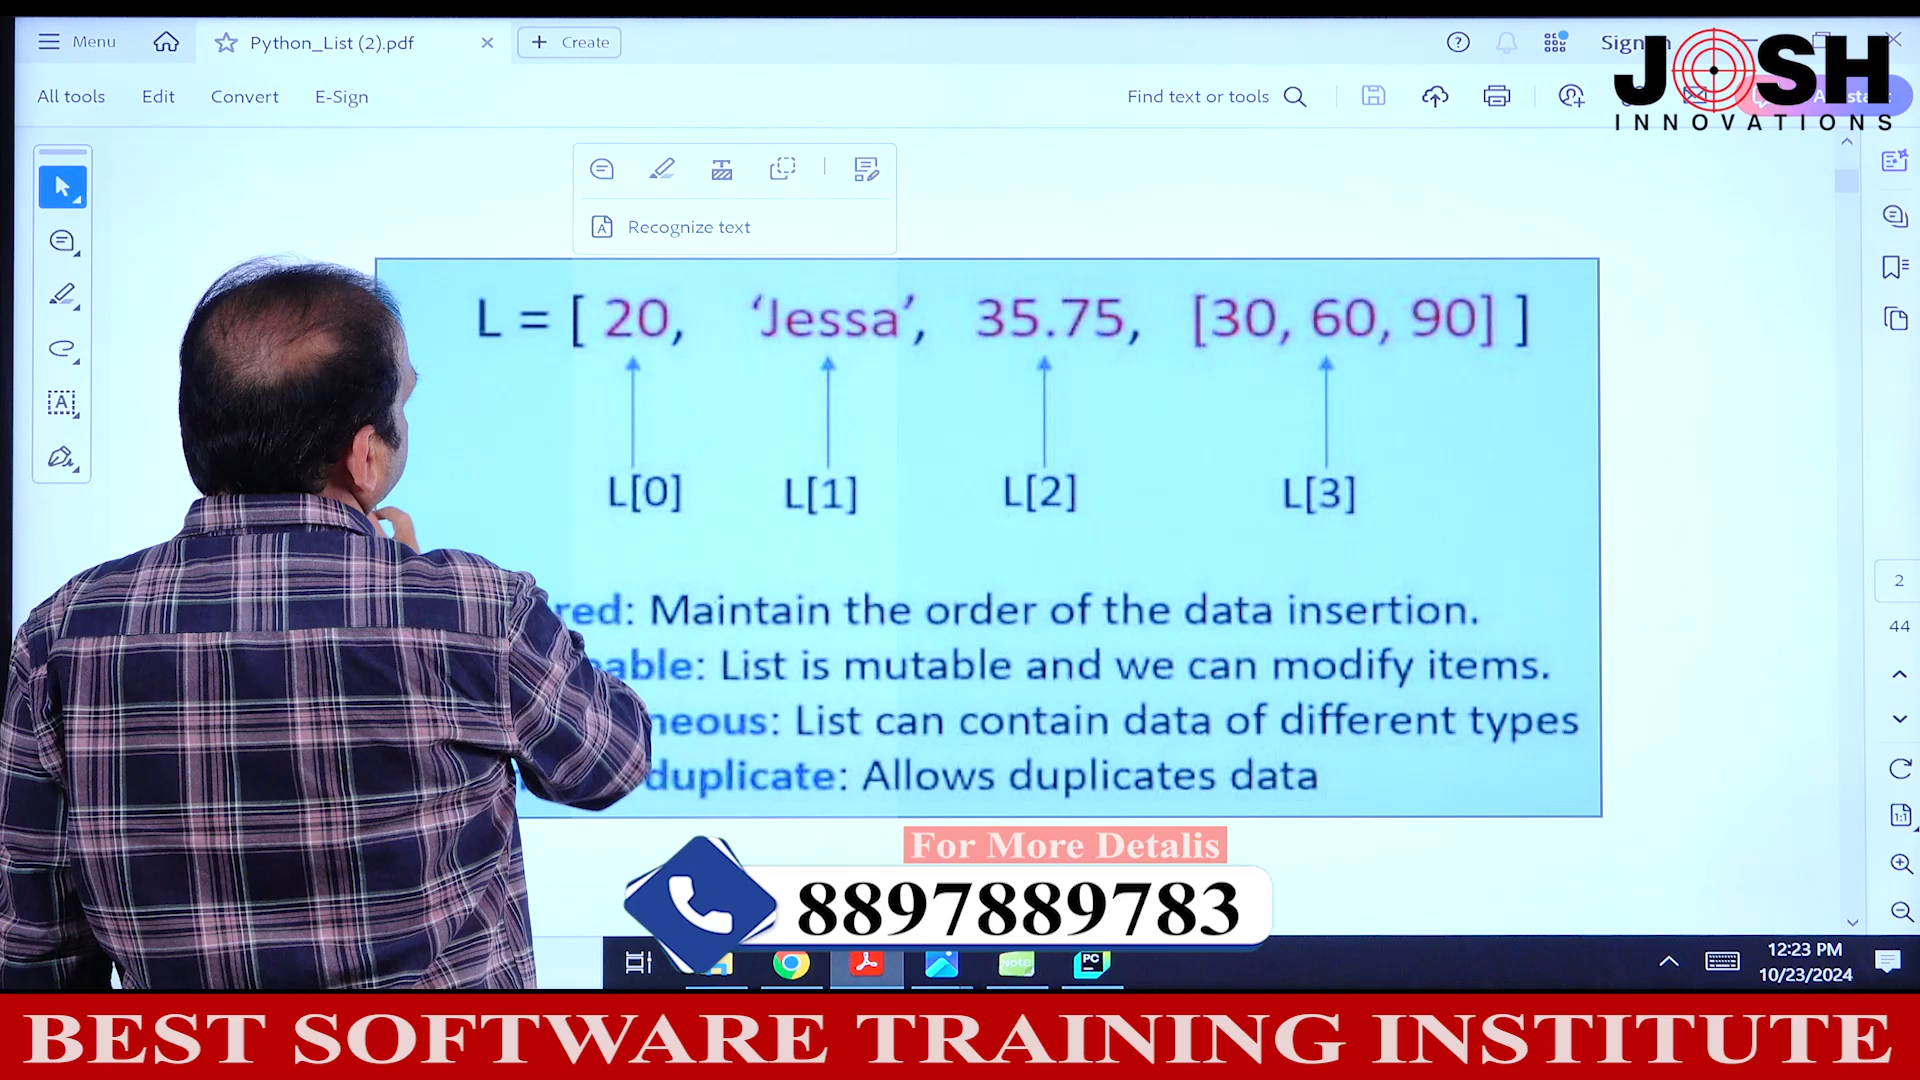 Menu
Python_List (2).pdf
Create
Sign
JOSH
INNOVATIONS
All tools
Edit
Convert
E-Sign
Find text or tools
Recognize text
L = [ 20, ‘Jessa’, 35.75, [30, 60, 90] ]
L[0] L[1] L[2] L[3]
red: Maintain the order of the data insertion.
able: List is mutable and we can modify items.
neous: List can contain data of different types
duplicate: Allows duplicates data
2
44
For More Detalis
8897889783
Note
PC
12:23 PM
10/23/2024
BEST SOFTWARE TRAINING INSTITUTE